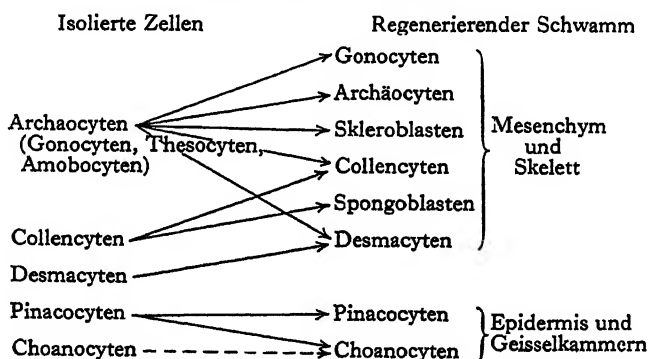 Isolierte Zellen
Regenerierender Schwamm
Gonocyten
Archäocyten
Archaocyten
(Gonocyten, Thesocyten,
Amobocyten)
Skleroblasten
Collencyten
Spongoblasten
Desmacyten
Mesenchym
und
Skelett
Collencyten
Desmacyten
Pinacocyten
Pinacocyten
Choanocyten
Choanocyten
Epidermis und
Geisselkammern